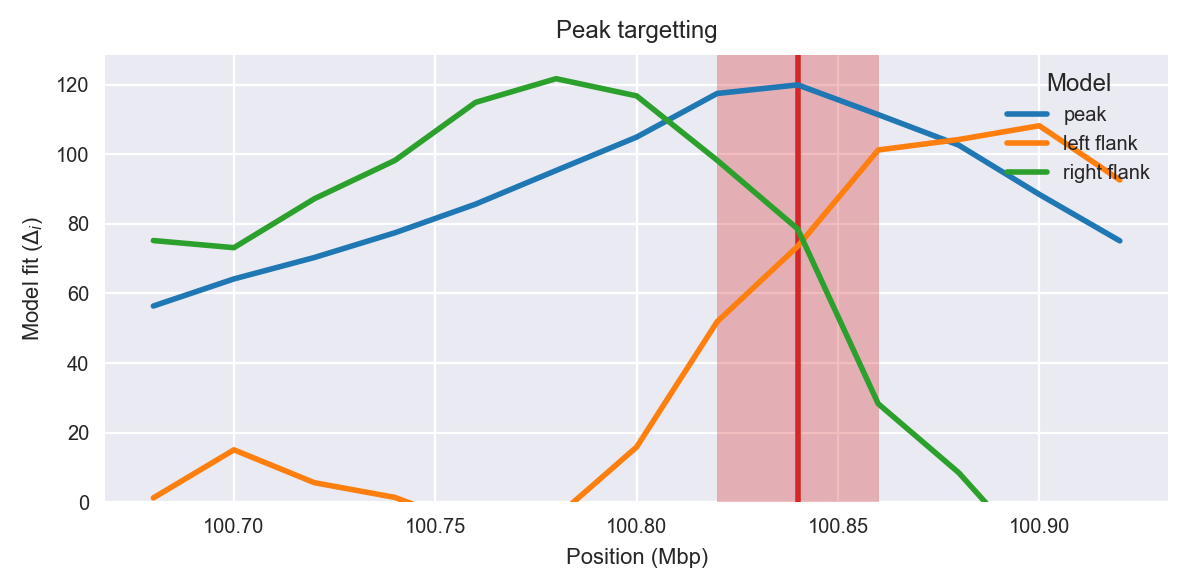 Peak targetting
Model
peak
left flank
right flank
120
100
80
60
40
20
0
Model fit (Δi)
100.70 100.75 100.80 100.85 100.90
Position (Mbp)